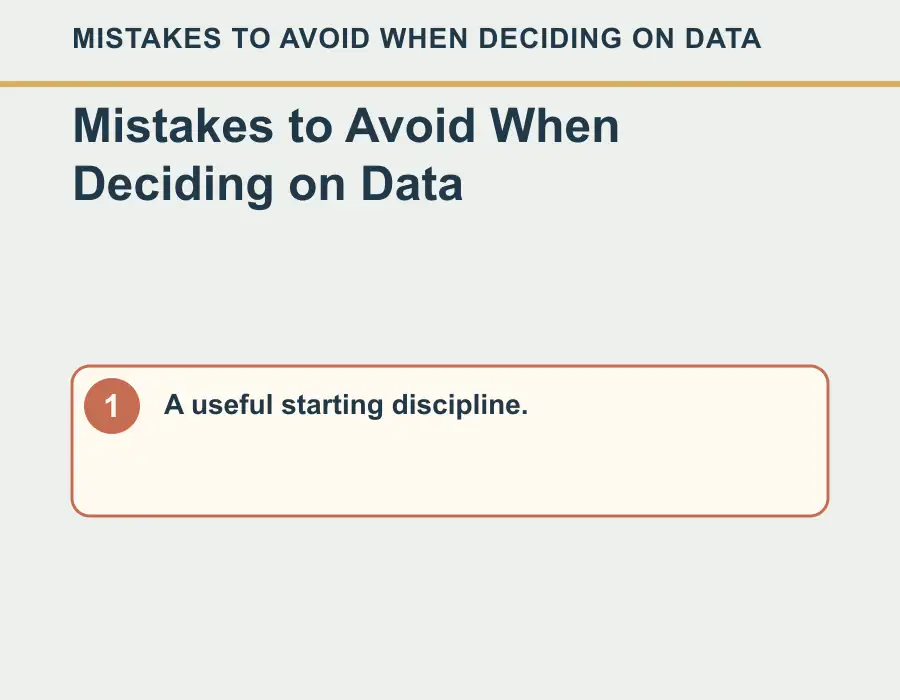 MISTAKES TO AVOID WHEN DECIDING ON DATA
Mistakes to Avoid When
Deciding on Data
1
A useful starting discipline.